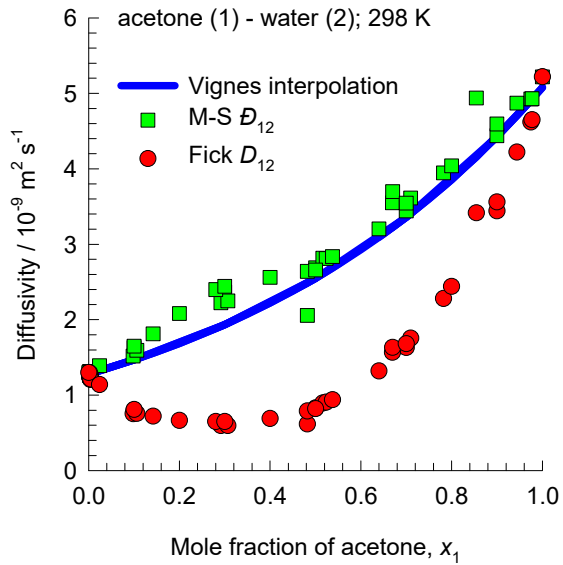 acetone (1) - water (2); 298 K
Vignes interpolation
M-S Đ₁₂
Fick D₁₂
Diffusivity / 10⁻⁹ m² s⁻¹
6
5
4
3
2
1
0
0.0 0.2 0.4 0.6 0.8 1.0
Mole fraction of acetone, x₁